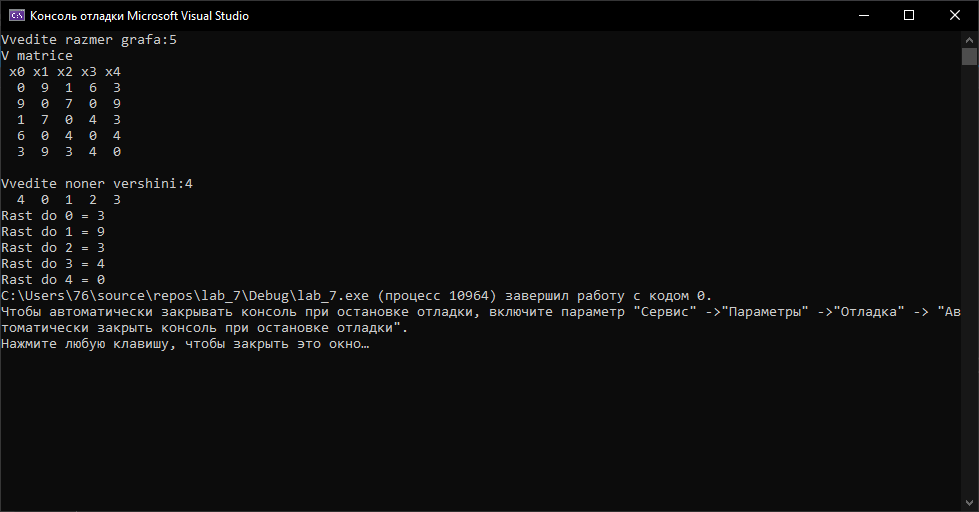 Консоль отладки Microsoft Visual Studio
Vvedite razmer grafa:5
V matrice
x0 x1 x2 x3 x4
0 9 1 6 3
9 0 7 0 9
1 7 0 4 3
6 0 4 0 4
3 9 3 4 0
Vvedite noner vershini:4
4 0 1 2 3
Rast do 0 = 3
Rast do 1 = 9
Rast do 2 = 3
Rast do 3 = 4
Rast do 4 = 0
C:\Users\76\source\repos\lab_7\Debug\lab_7.exe (процесс 10964) завершил работу с кодом 0.
Чтобы автоматически закрывать консоль при остановке отладки, включите параметр "Сервис" ->"Параметры" ->"Отладка" -> "Ав
томатически закрыть консоль при остановке отладки".
Нажмите любую клавишу, чтобы закрыть это окно…